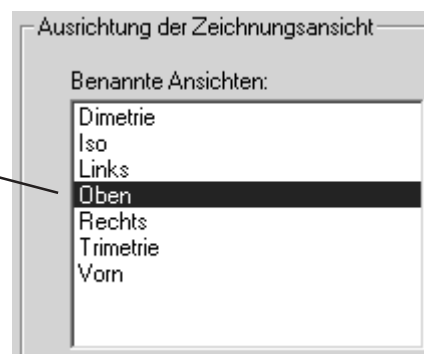 Ausrichtung der Zeichnungsansicht
Benannte Ansichten:
Dimetrie
Iso
Links
Oben
Rechts
Trimetrie
Vorn